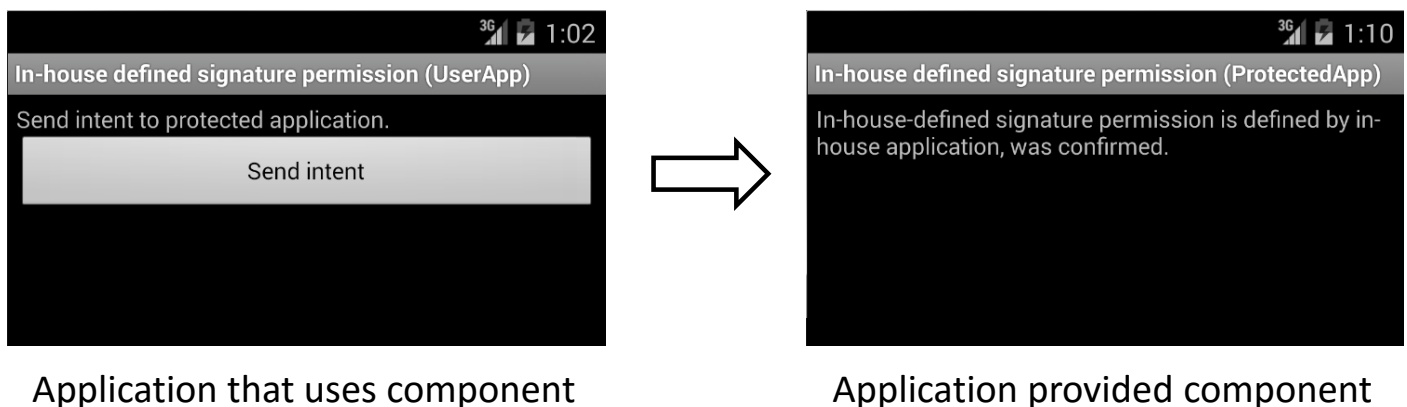 3G 1:02
In-house defined signature permission (UserApp)
Send intent to protected application.
Send intent
Application that uses component
3G 1:10
In-house defined signature permission (ProtectedApp)
In-house-defined signature permission is defined by in-
house application, was confirmed.
Application provided component